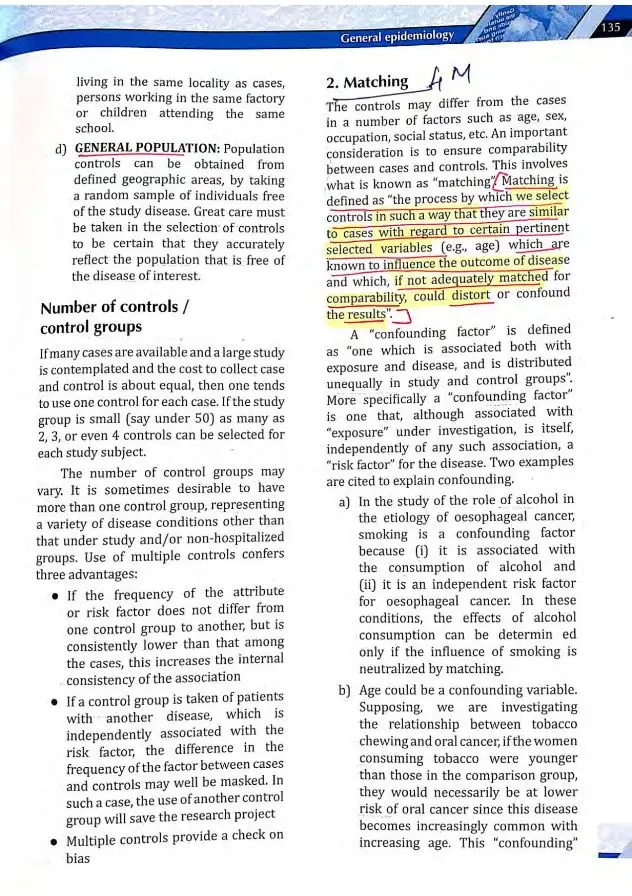 General epidemiology
135
living in the same locality as cases,
persons working in the same factory
or children attending the same
school.
d) GENERAL POPULATION: Population
controls can be obtained from
defined geographic areas, by taking
a random sample of individuals free
of the study disease. Great care must
be taken in the selection of controls
to be certain that they accurately
reflect the population that is free of
the disease of interest.
Number of controls /
control groups
If many cases are available and a large study
is contemplated and the cost to collect case
and control is about equal, then one tends
to use one control for each case. If the study
group is small (say under 50) as many as
2, 3, or even 4 controls can be selected for
each study subject.
The number of control groups may
vary. It is sometimes desirable to have
more than one control group, representing
a variety of disease conditions other than
that under study and/or non-hospitalized
groups. Use of multiple controls confers
three advantages:
• If the frequency of the attribute
or risk factor does not differ from
one control group to another, but is
consistently lower than that among
the cases, this increases the internal
consistency of the association
• If a control group is taken of patients
with another disease, which is
independently associated with the
risk factor, the difference in the
frequency of the factor between cases
and controls may well be masked. In
such a case, the use of another control
group will save the research project
• Multiple controls provide a check on
bias
2. Matching
The controls may differ from the cases
in a number of factors such as age, sex,
occupation, social status, etc. An important
consideration is to ensure comparability
between cases and controls. This involves
what is known as "matching". Matching is
defined as "the process by which we select
controls in such a way that they are similar
to cases with regard to certain pertinent
selected variables (e.g., age) which are
known to influence the outcome of disease
and which, if not adequately matched for
comparability, could distort or confound
the results".
A "confounding factor" is defined
as "one which is associated both with
exposure and disease, and is distributed
unequally in study and control groups".
More specifically a "confounding factor"
is one that, although associated with
"exposure" under investigation, is itself,
independently of any such association, a
"risk factor" for the disease. Two examples
are cited to explain confounding.
a) In the study of the role of alcohol in
the etiology of oesophageal cancer,
smoking is a confounding factor
because (i) it is associated with
the consumption of alcohol and
(ii) it is an independent risk factor
for oesophageal cancer. In these
conditions, the effects of alcohol
consumption can be determin ed
only if the influence of smoking is
neutralized by matching.
b) Age could be a confounding variable.
Supposing, we are investigating
the relationship between tobacco
chewing and oral cancer, if the women
consuming tobacco were younger
than those in the comparison group,
they would necessarily be at lower
risk of oral cancer since this disease
becomes increasingly common with
increasing age. This "confounding"